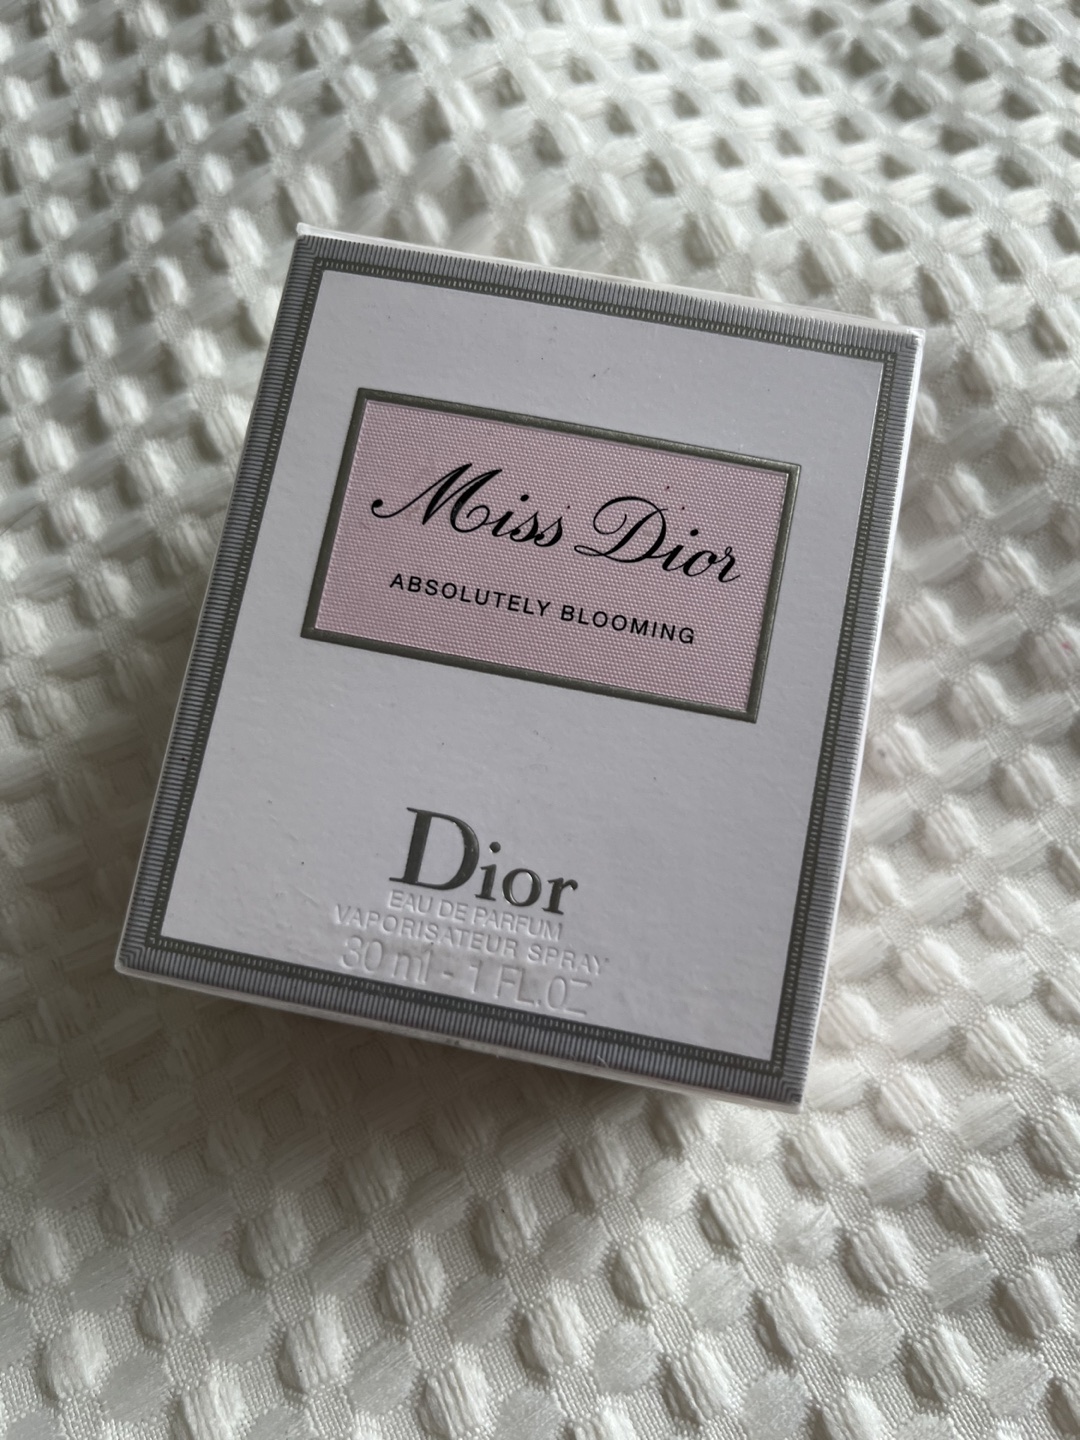 Miss Dior
ABSOLUTELY BLOOMING
Dior
EAU DE PARFUM
VAPORISATEUR SPRAY
30 ml - 1 FL.OZ